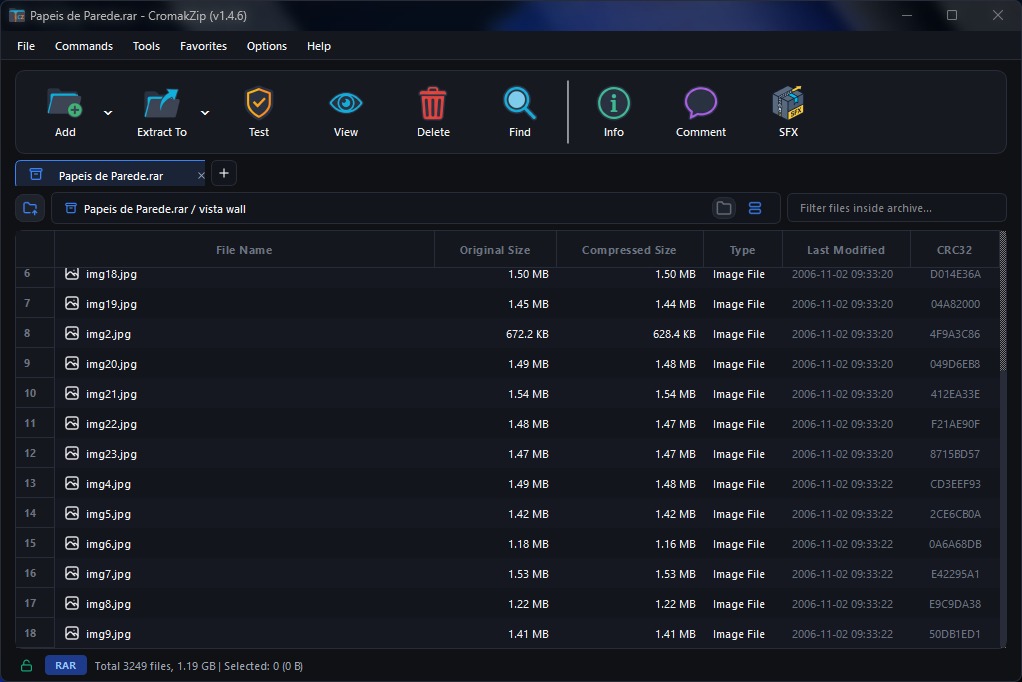 Papeis de Parede.rar - CromakZip (v1.4.6)
File Commands Tools Favorites Options Help
Add Extract To Test View Delete Find Info Comment SFX
Papeis de Parede.rar × +
Papeis de Parede.rar / vista wall Filter files inside archive...
File Name Original Size Compressed Size Type Last Modified CRC32
6 img18.jpg 1.50 MB 1.50 MB Image File 2006-11-02 09:33:20 D014E36A
7 img19.jpg 1.45 MB 1.44 MB Image File 2006-11-02 09:33:20 04A82000
8 img2.jpg 672.2 KB 628.4 KB Image File 2006-11-02 09:33:20 4F9A3C86
9 img20.jpg 1.49 MB 1.48 MB Image File 2006-11-02 09:33:20 049D6EB8
10 img21.jpg 1.54 MB 1.54 MB Image File 2006-11-02 09:33:20 412EA33E
11 img22.jpg 1.48 MB 1.47 MB Image File 2006-11-02 09:33:20 F21AE90F
12 img23.jpg 1.47 MB 1.47 MB Image File 2006-11-02 09:33:20 8715BD57
13 img4.jpg 1.49 MB 1.48 MB Image File 2006-11-02 09:33:22 CD3EEF93
14 img5.jpg 1.42 MB 1.42 MB Image File 2006-11-02 09:33:22 2CE6CB0A
15 img6.jpg 1.18 MB 1.16 MB Image File 2006-11-02 09:33:22 0A6A68DB
16 img7.jpg 1.53 MB 1.53 MB Image File 2006-11-02 09:33:22 E42295A1
17 img8.jpg 1.22 MB 1.22 MB Image File 2006-11-02 09:33:22 E9C9DA38
18 img9.jpg 1.41 MB 1.41 MB Image File 2006-11-02 09:33:22 50DB1ED1
RAR Total 3249 files, 1.19 GB | Selected: 0 (0 B)